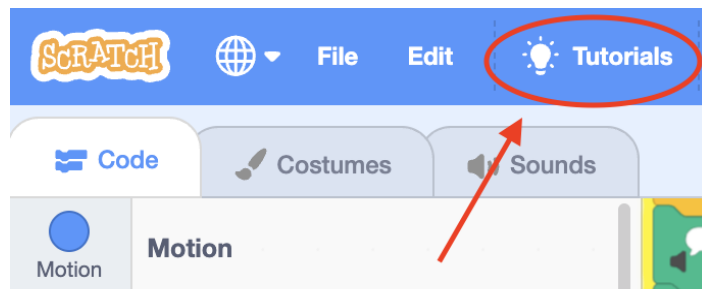 SCRATCH File Edit Tutorials
Code Costumes Sounds
Motion Motion